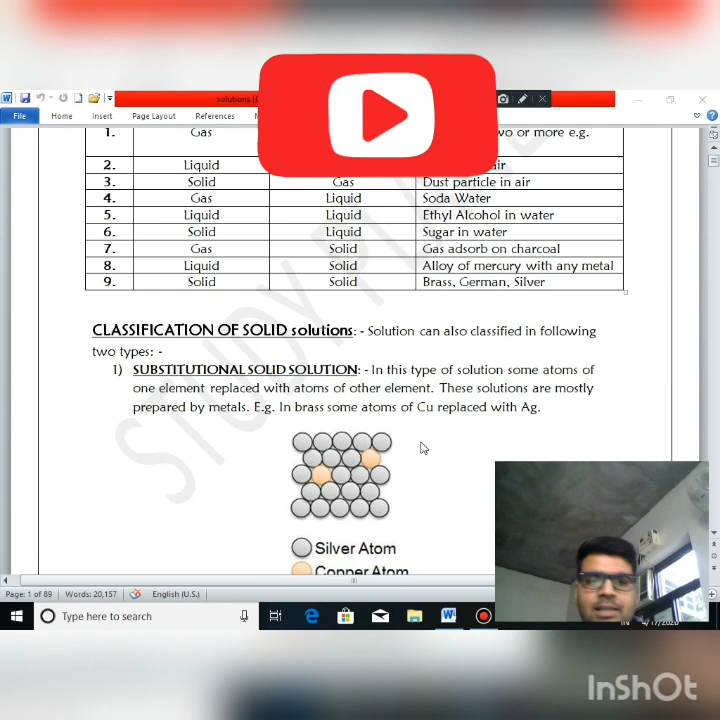 solutions [C
File Home Insert Page Layout References
1. Gas wo or more e.g.
2. Liquid air
3. Solid Gas Dust particle in air
4. Gas Liquid Soda Water
5. Liquid Liquid Ethyl Alcohol in water
6. Solid Liquid Sugar in water
7. Gas Solid Gas adsorb on charcoal
8. Liquid Solid Alloy of mercury with any metal
9. Solid Solid Brass, German, Silver
STUDY PLA
CLASSIFICATION OF SOLID solutions: - Solution can also classified in following
two types: -
1) SUBSTITUTIONAL SOLID SOLUTION: - In this type of solution some atoms of
one element replaced with atoms of other element. These solutions are mostly
prepared by metals. E.g. In brass some atoms of Cu replaced with Ag.
Silver Atom
Copper Atom
Page: 1 of 89 Words: 20,157 English (U.S.)
Type here to search
IN 4/17/2020
InShOt